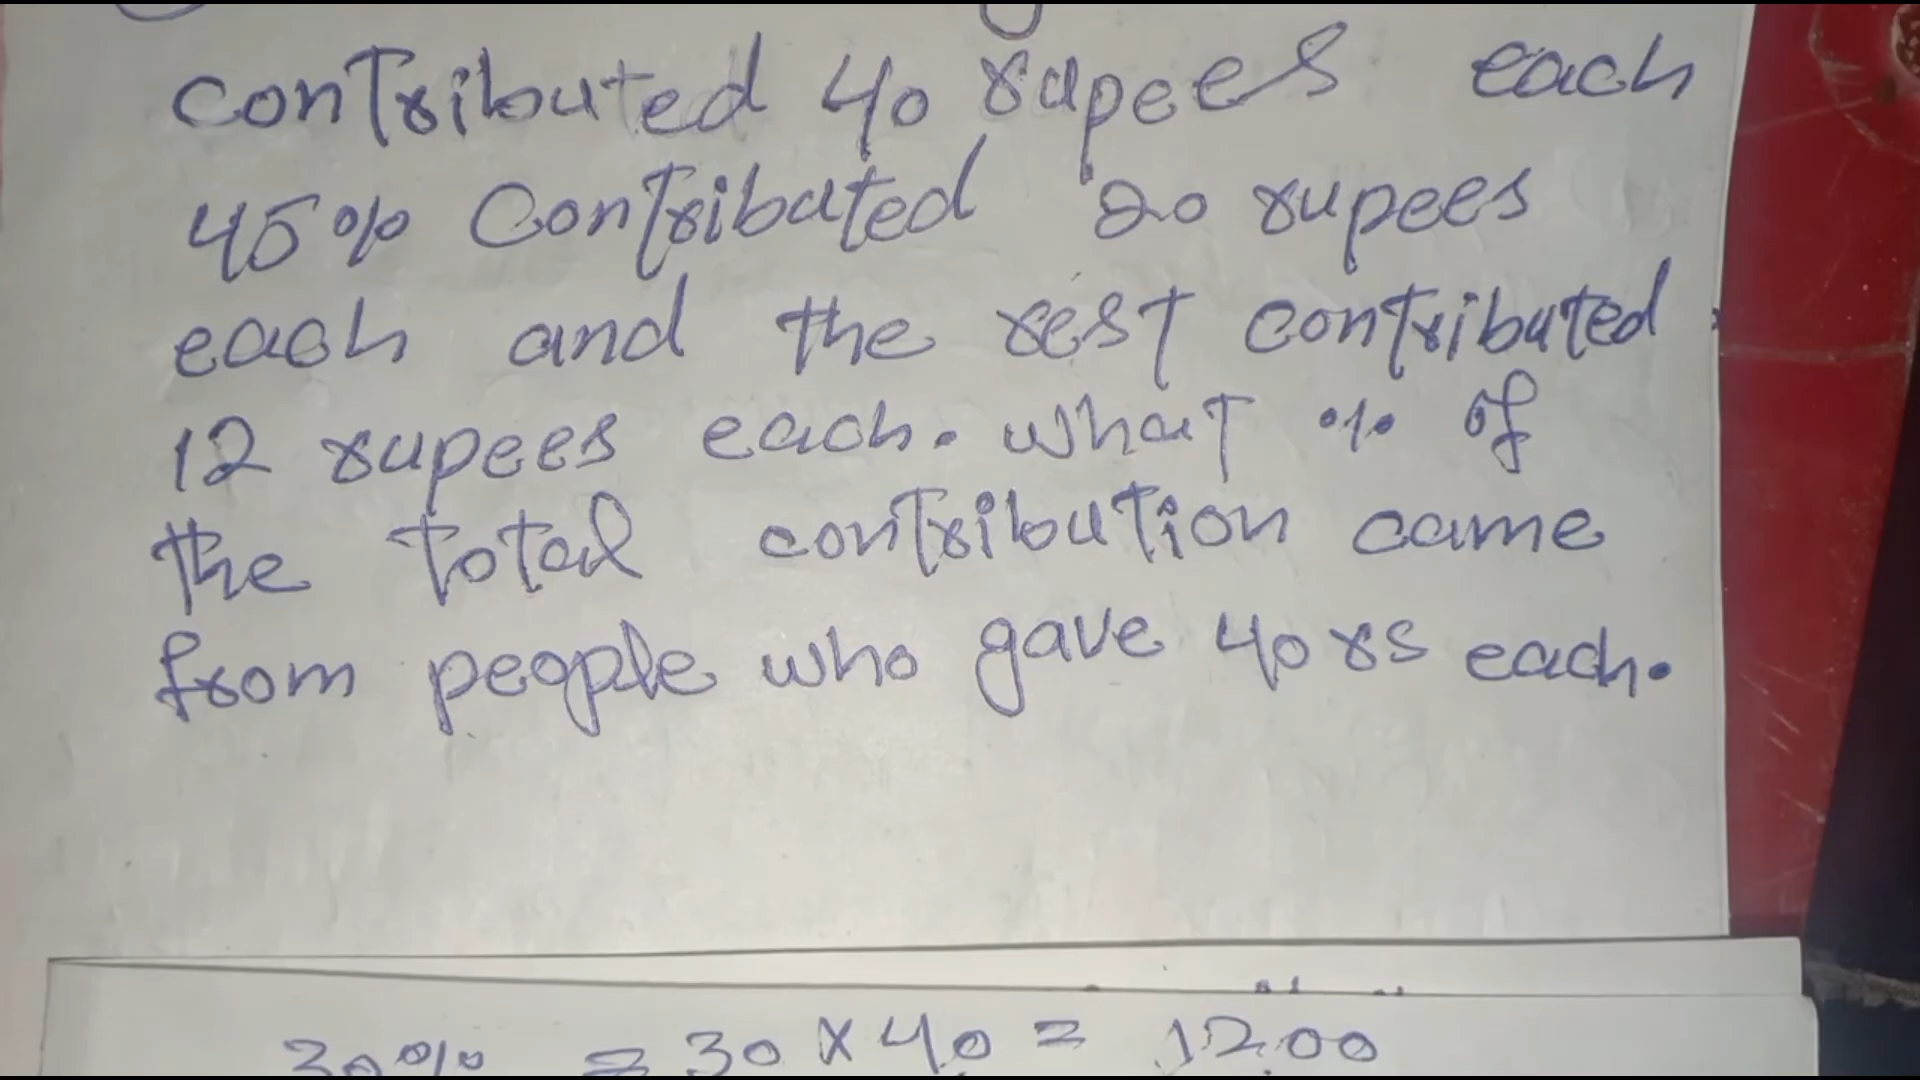 contributed 40 rupees each
45% Contributed 20 rupees
each and the rest contributed
12 rupees each. what % of
the total contribution came
from people who gave 40 rs each.
30% = 30 x 40 = 1200